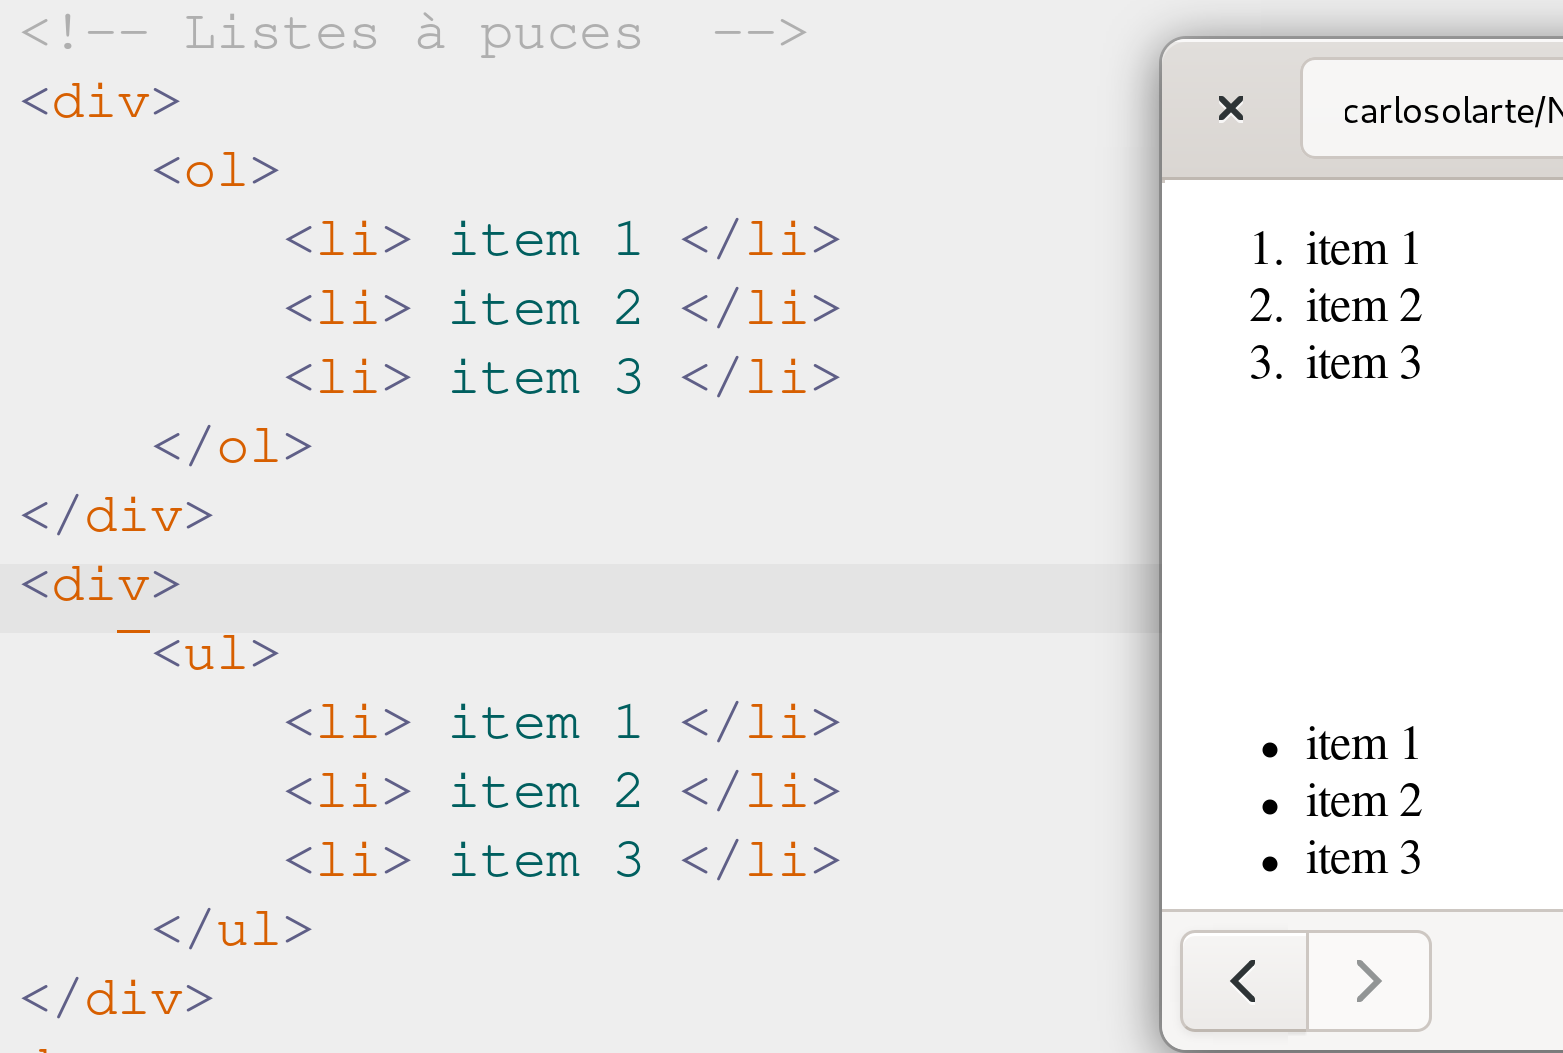 <!-- Listes à puces  -->
<div>
    <ol>
        <li> item 1 </li>
        <li> item 2 </li>
        <li> item 3 </li>
    </ol>
</div>
<div>
    <ul>
        <li> item 1 </li>
        <li> item 2 </li>
        <li> item 3 </li>
    </ul>
</div>
carlosolarte/N
1. item 1
2. item 2
3. item 3
• item 1
• item 2
• item 3